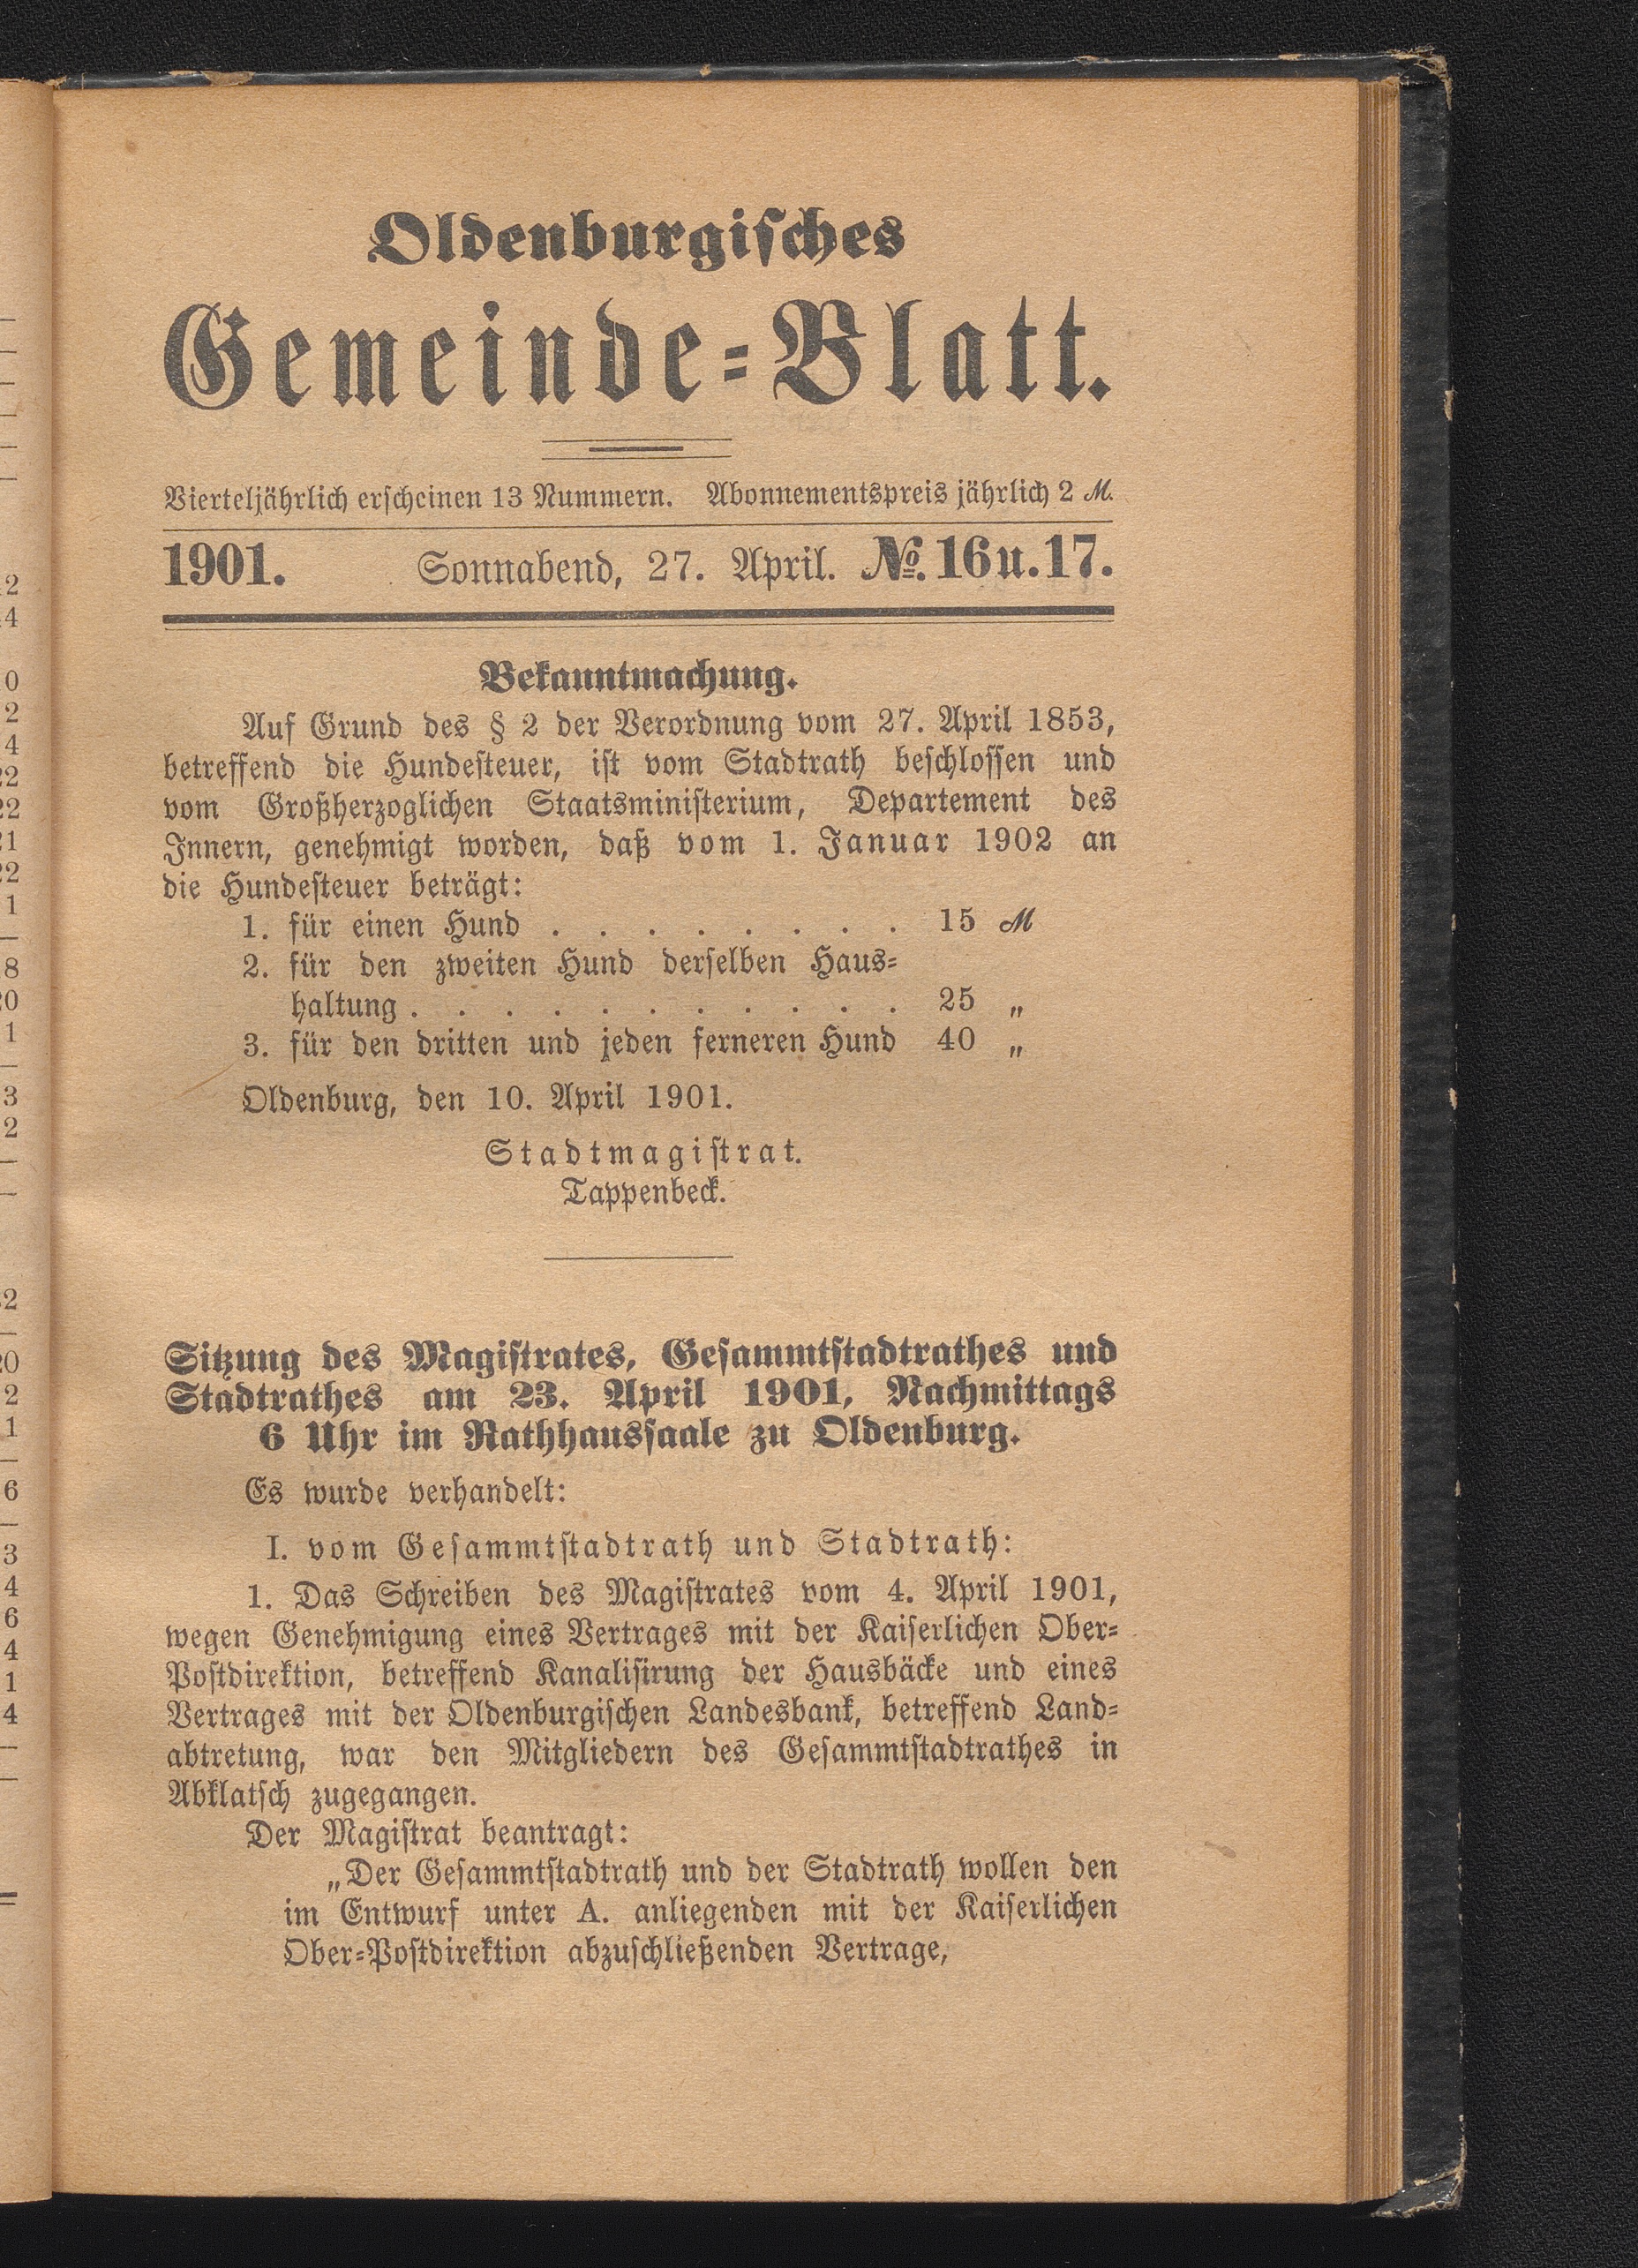 Oldenburgisches
Gemeinde-Blatt.
Vierteljährlich erscheinen 13 Nummern. Abonnementspreis jährlich 2 ℳ.
1901. Sonnabend, 27. April. №. 16 u. 17.
Bekanntmachung.
Auf Grund des § 2 der Verordnung vom 27. April 1853,
betreffend die Hundesteuer, ist vom Stadtrath beschlossen und
vom Großherzoglichen Staatsministerium, Departement des
Innern, genehmigt worden, daß vom 1. Januar 1902 an
die Hundesteuer beträgt:
1. für einen Hund . . . . . . . . 15 ℳ
2. für den zweiten Hund derselben Haus-
haltung . . . . . . . . . . . 25 „
3. für den dritten und jeden ferneren Hund 40 „
Oldenburg, den 10. April 1901.
Stadtmagistrat.
Tappenbeck.
Sitzung des Magistrates, Gesammtstadtrathes und
Stadtrathes am 23. April 1901, Nachmittags
6 Uhr im Rathhaussaale zu Oldenburg.
Es wurde verhandelt:
I. vom Gesammtstadtrath und Stadtrath:
1. Das Schreiben des Magistrates vom 4. April 1901,
wegen Genehmigung eines Vertrages mit der Kaiserlichen Ober-
Postdirektion, betreffend Kanalisirung der Hausbäcke und eines
Vertrages mit der Oldenburgischen Landesbank, betreffend Land-
abtretung, war den Mitgliedern des Gesammtstadtrathes in
Abklatsch zugegangen.
Der Magistrat beantragt:
„Der Gesammtstadtrath und der Stadtrath wollen den
im Entwurf unter A. anliegenden mit der Kaiserlichen
Ober-Postdirektion abzuschließenden Vertrage,